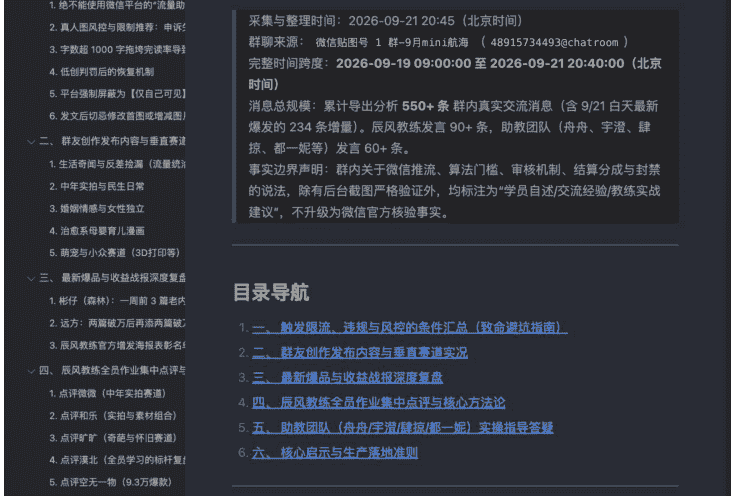 1. 绝不能使用微信平台的“流量助
2. 真人图风控与限制推荐：申诉失
3. 字数超 1000 字拖垮完读率导致
4. 低创判罚后的恢复机制
5. 平台强制屏蔽为【仅自己可见】
6. 发文后切忌修改首图或增减图片
二、群友创作发布内容与垂直赛道
1. 生活奇闻与反差捡漏（流量统治
2. 中年实拍与民生日常
3. 婚姻情感与女性独立
4. 治愈系母婴育儿漫画
5. 萌宠与小众赛道（3D打印等）
三、最新爆品与收益战报深度复盘
1. 彬仔（森林）：一周前 3 篇老内
2. 远方：两篇破万后再添两篇破万
3. 辰风教练官方增发海报表彰名单
四、辰风教练全员作业集中点评与
1. 点评微微（中年实拍赛道）
2. 点评和乐（实拍与素材组合）
3. 点评旷旷（奇葩与怀旧赛道）
4. 点评漠北（全员学习的标杆复盘
5. 点评空无一物（9.3万爆款）
采集与整理时间：2026-09-21 20:45（北京时间）
群聊来源： 微信贴图号 1 群-9月mini航海 （ 48915734493@chatroom ）
完整时间跨度：2026-09-19 09:00:00 至 2026-09-21 20:40:00（北京
时间）
消息总规模：累计导出分析 550+ 条 群内真实交流消息（含 9/21 白天最新
爆发的 234 条增量）。辰风教练发言 90+ 条，助教团队（舟舟、宇澄、肆
掠、都一妮等）发言 60+ 条。
事实边界声明：群内关于微信推流、算法门槛、审核机制、结算分成与封禁
的说法，除有后台截图严格验证外，均标注为“学员自述/交流经验/教练实战
建议”，不升级为微信官方核验事实。
目录导航
1. 一、 触发限流、违规与风控的条件汇总（致命避坑指南）
2. 二、 群友创作发布内容与垂直赛道实况
3. 三、 最新爆品与收益战报深度复盘
4. 四、 辰风教练全员作业集中点评与核心方法论
5. 五、 助教团队（舟舟/宇澄/肆掠/都一妮）实操指导答疑
6. 六、 核心启示与生产落地准则